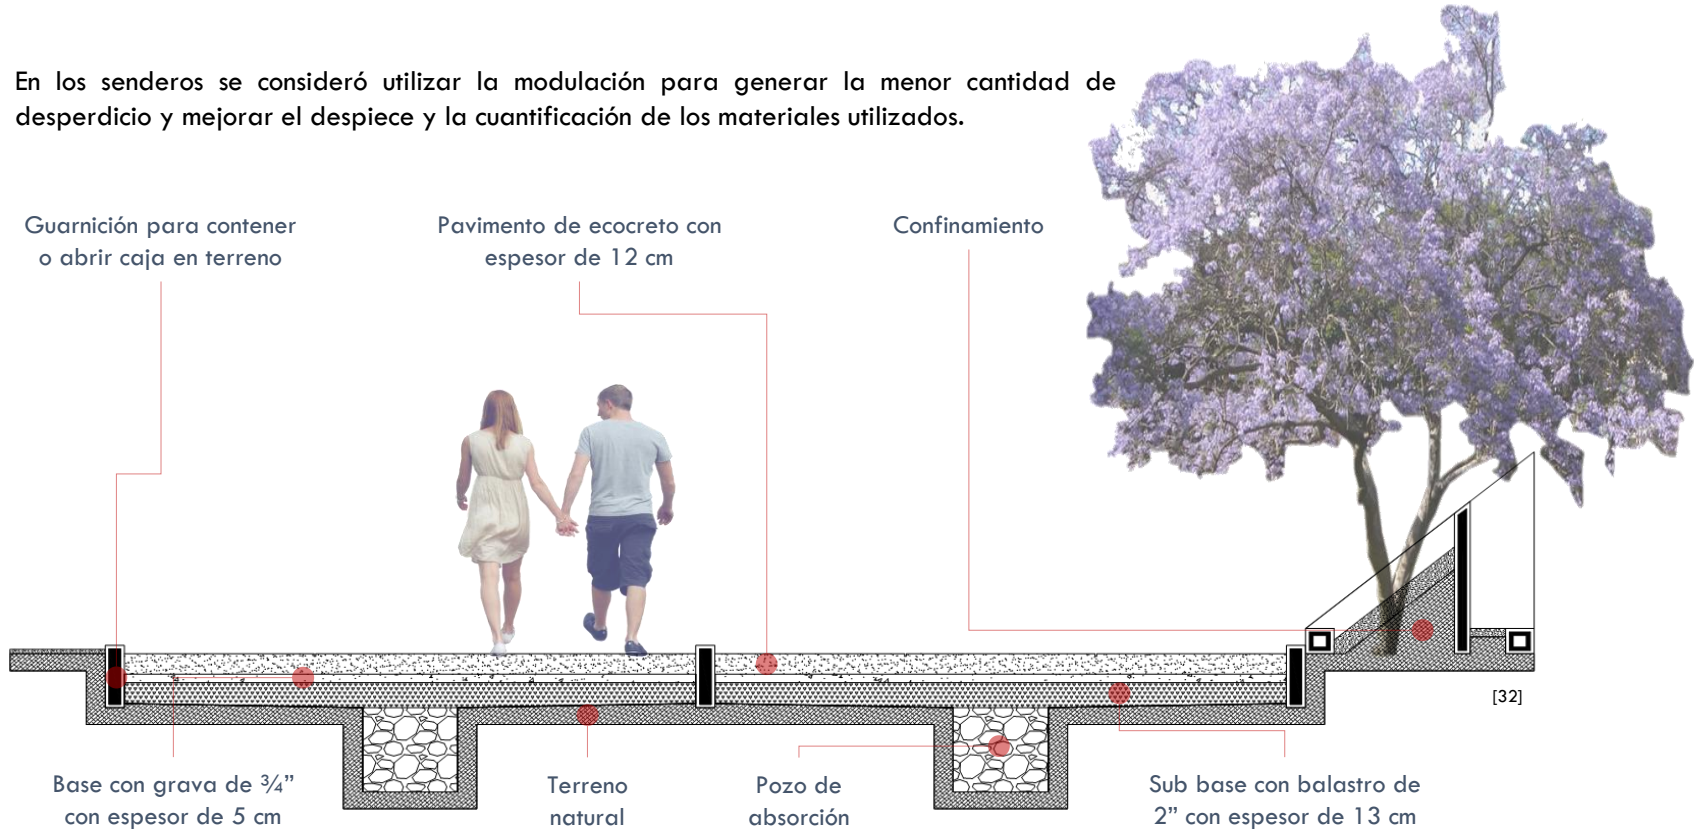 En los senderos se consideró utilizar la modulación para generar la menor cantidad de
desperdicio y mejorar el despiece y la cuantificación de los materiales utilizados.
Guarnición para contener
o abrir caja en terreno
Pavimento de ecocreto con
espesor de 12 cm
Confinamiento
[32]
Base con grava de ¾”
con espesor de 5 cm
Terreno
natural
Pozo de
absorción
Sub base con balastro de
2” con espesor de 13 cm